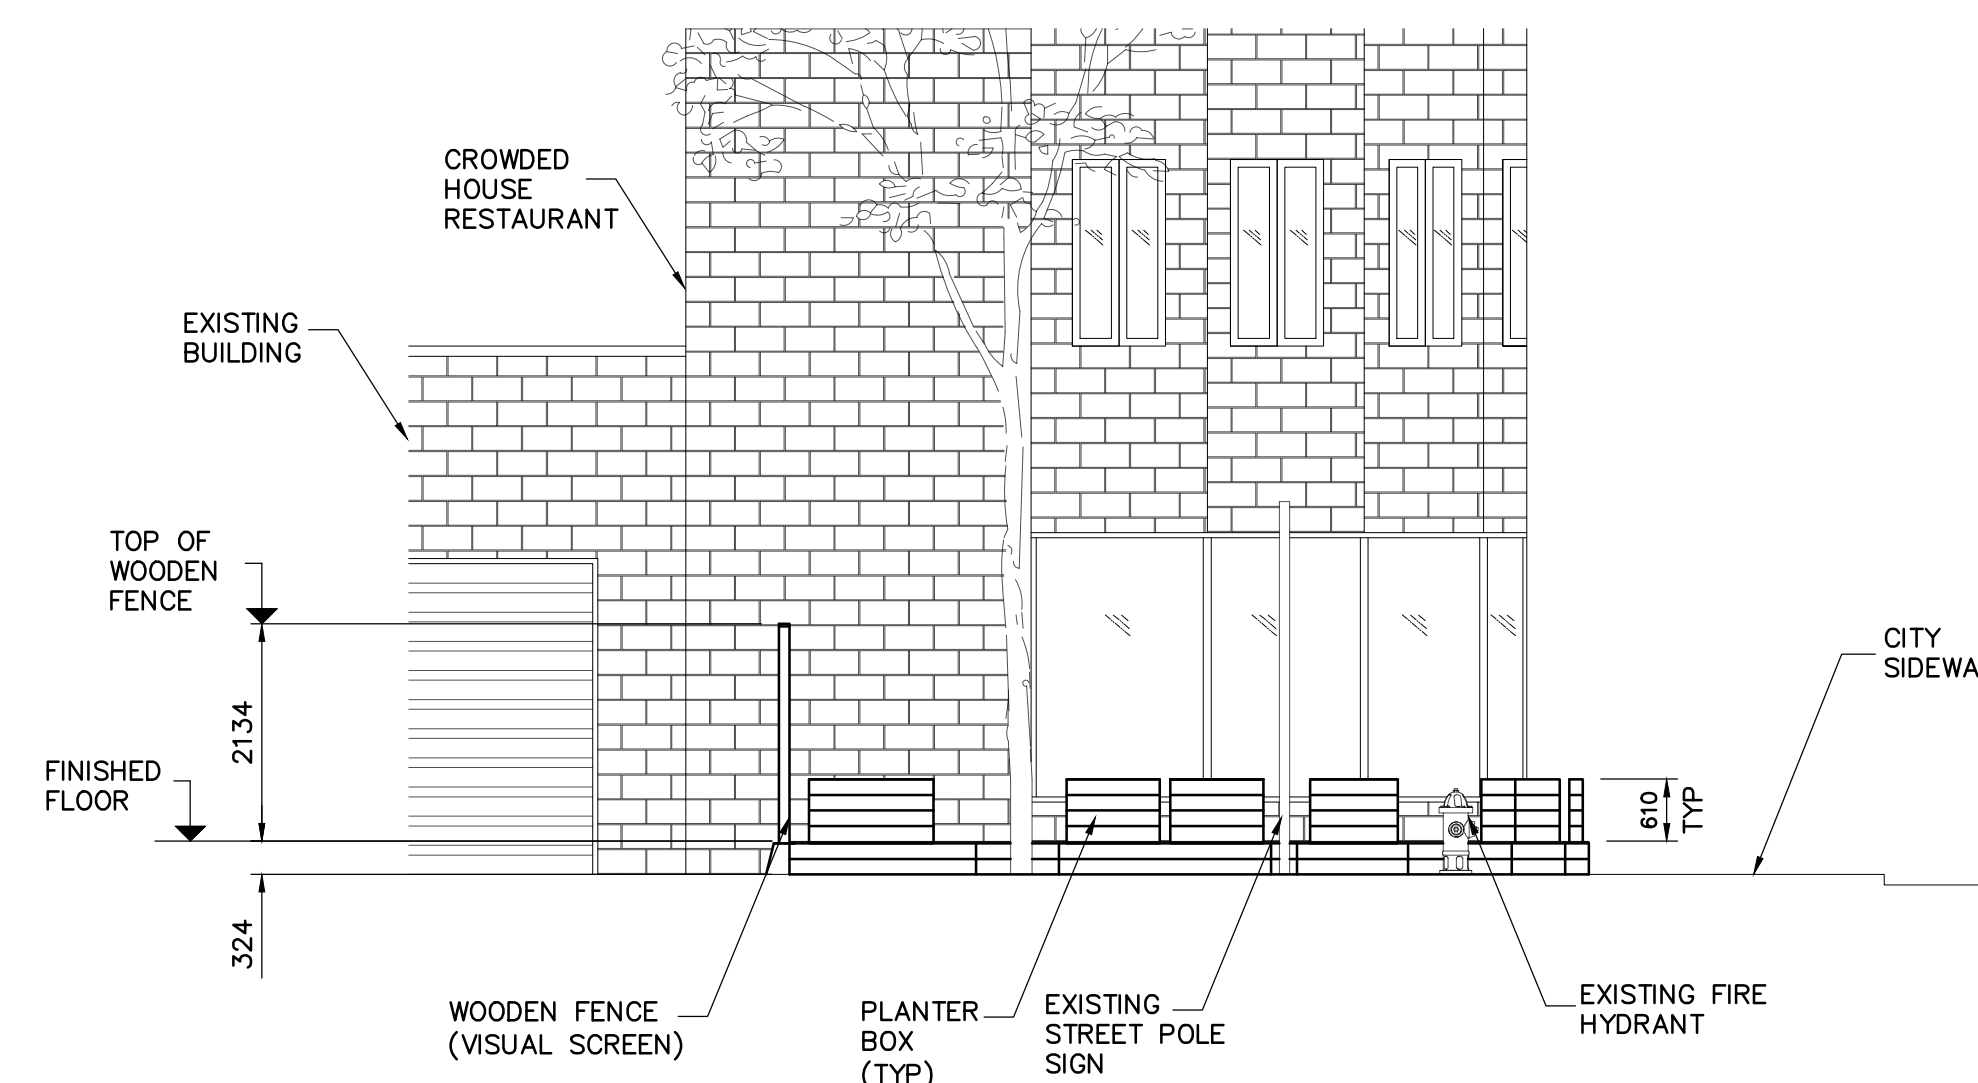 CROWDED
HOUSE
RESTAURANT
EXISTING
BUILDING
TOP OF
WOODEN
FENCE
2134
FINISHED
FLOOR
324
CITY
SIDEWA
610
TYP
WOODEN FENCE
(VISUAL SCREEN)
PLANTER
BOX
(TYP)
EXISTING
STREET POLE
SIGN
EXISTING FIRE
HYDRANT